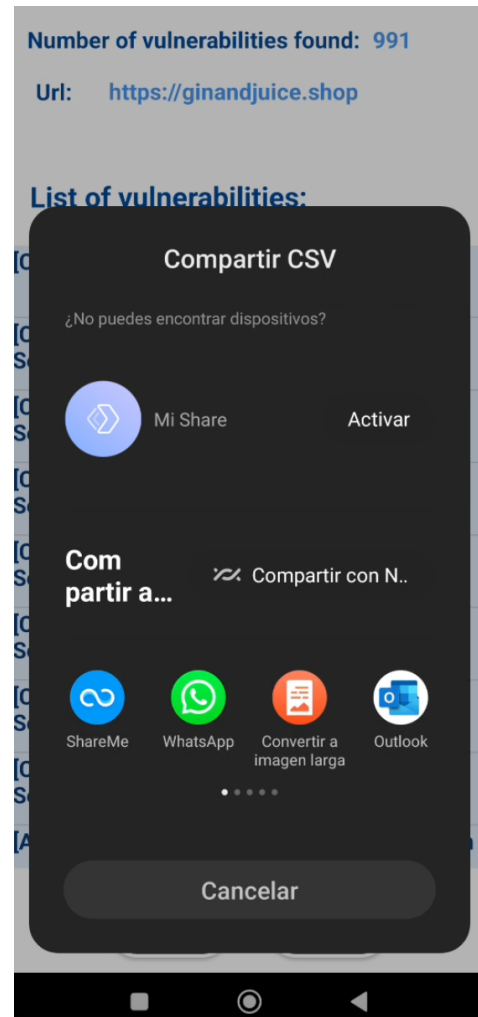 Number of vulnerabilities found: 991
Url: https://ginandjuice.shop
List of vulnerabilities:
Compartir CSV
¿No puedes encontrar dispositivos?
Mi Share
Activar
Com
partir a...
Compartir con N..
ShareMe
WhatsApp
Convertir a
imagen larga
Outlook
Cancelar